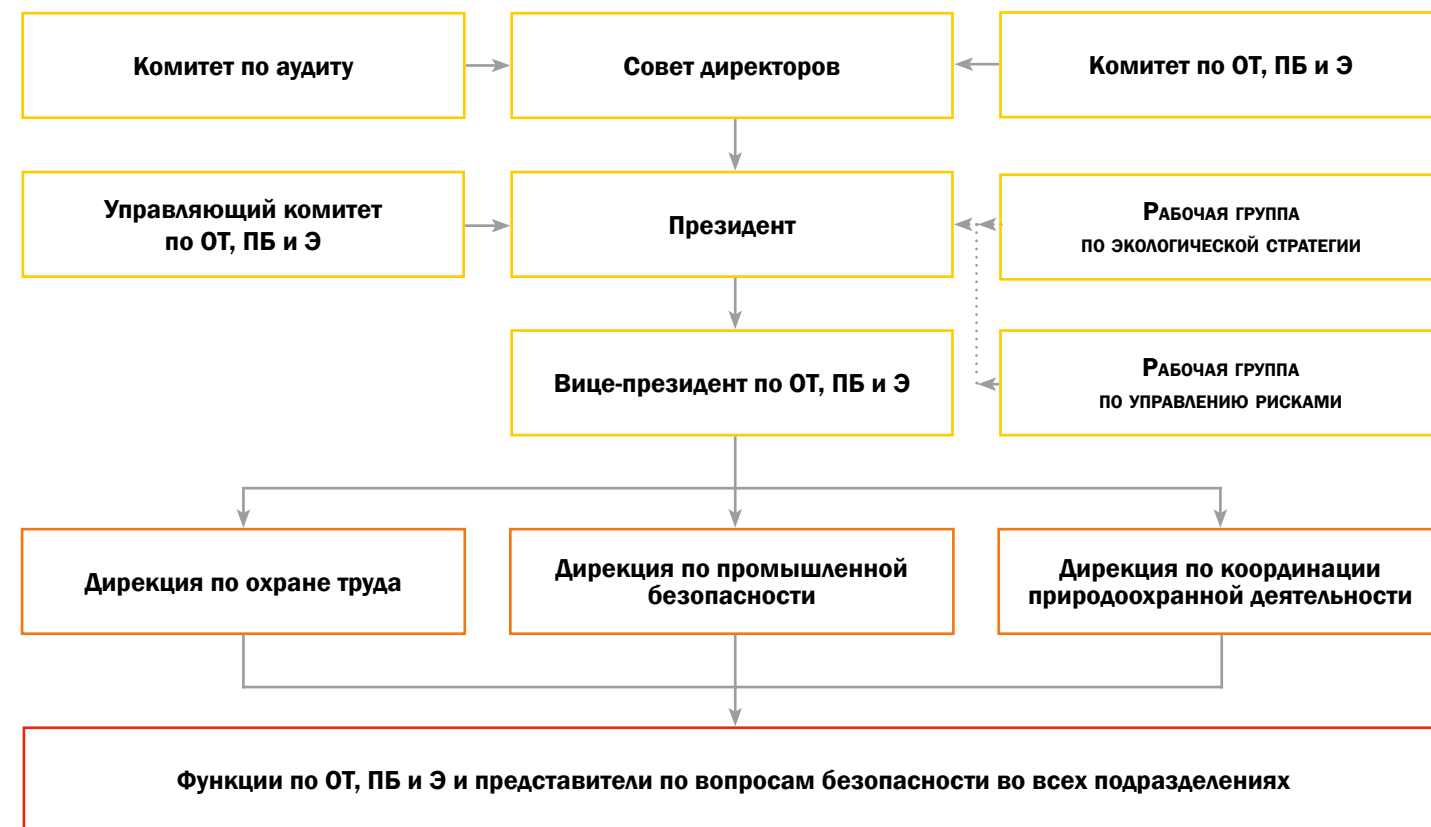 Комитет по аудиту
Совет директоров
Комитет по ОТ, ПБ и Э
Управляющий комитет
по ОТ, ПБ и Э
Президент
Рабочая группа
по экологической стратегии
Вице-президент по ОТ, ПБ и Э
Рабочая группа
по управлению рисками
Дирекция по охране труда
Дирекция по промышленной
безопасности
Дирекция по координации
природоохранной деятельности
Функции по ОТ, ПБ и Э и представители по вопросам безопасности во всех подразделениях